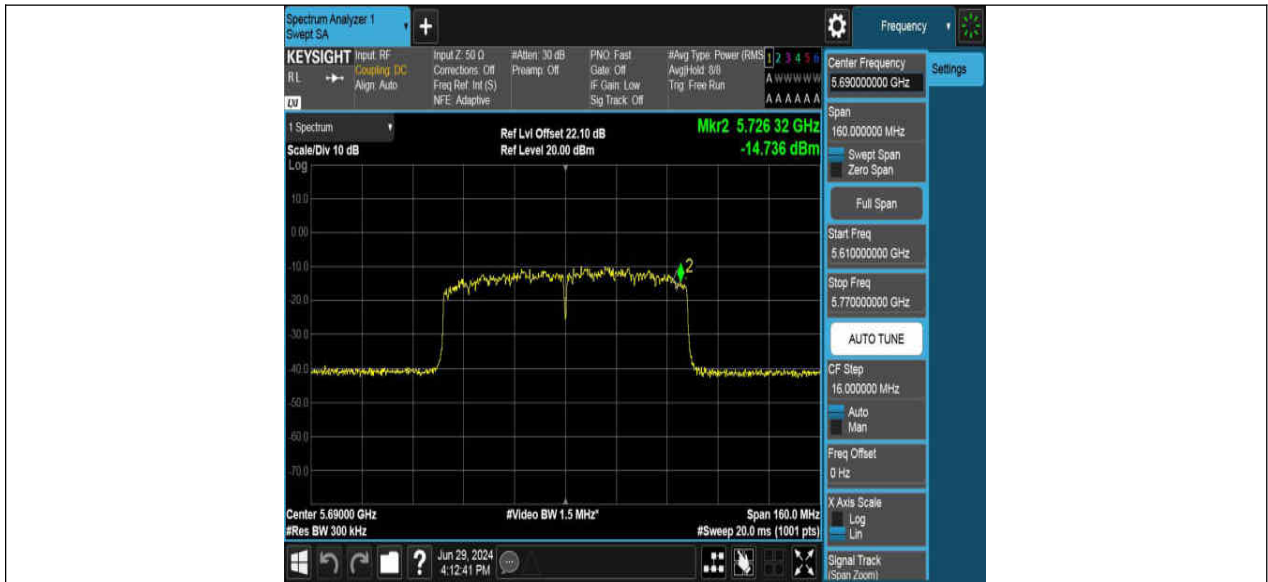 Spectrum Analyzer 1
Swept SA
+
Frequency
KEYSIGHT
RL
LXI
Input: RF
Coupling: DC
Align: Auto
Input Z: 50 Ω
Corrections: Off
Freq Ref: Int (S)
NFE: Adaptive
#Atten: 30 dB
Preamp: Off
PNO: Fast
Gate: Off
IF Gain: Low
Sig Track: Off
#Avg Type: Power (RMS
Avg|Hold: 8/8
Trig: Free Run
1 2 3 4 5 6
A W W W W W
A A A A A A
Center Frequency
5.690000000 GHz
Settings
1 Spectrum
Scale/Div 10 dB
Log
Ref Lvl Offset 22.10 dB
Ref Level 20.00 dBm
Mkr2 5.726 32 GHz
-14.736 dBm
Span
160.000000 MHz
Swept Span
Zero Span
Full Span
Start Freq
5.610000000 GHz
Stop Freq
5.770000000 GHz
AUTO TUNE
CF Step
16.000000 MHz
Auto
Man
Freq Offset
0 Hz
X Axis Scale
Log
Lin
Signal Track
(Span Zoom)
10.0
0.00
-10.0
2
-20.0
-30.0
-40.0
-50.0
-60.0
-70.0
Center 5.69000 GHz
#Video BW 1.5 MHz*
Span 160.0 MHz
#Res BW 300 kHz
#Sweep 20.0 ms (1001 pts)
?
Jun 29, 2024
4:12:41 PM